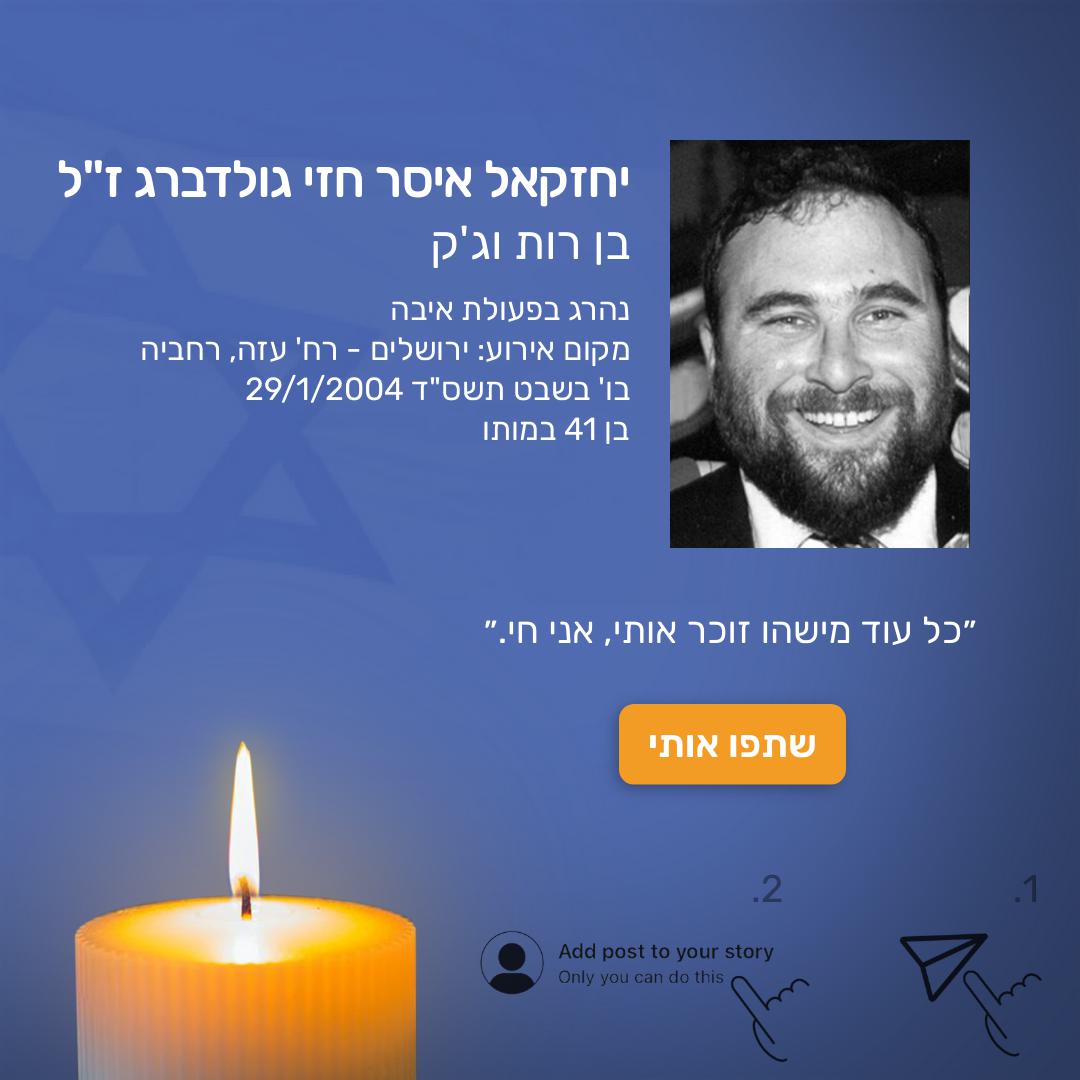 יחזקאל איסר חזי גולדברג ז"ל
בן רות וג'ק
נהרג בפעולת איבה
מקום אירוע: ירושלים - רח' עזה, רחביה
בו' בשבט תשס"ד 29/1/2004
בן 41 במותו
״כל עוד מישהו זוכר אותי, אני חי.״
שתפו אותי
.1
.2
Add post to your story
Only you can do this